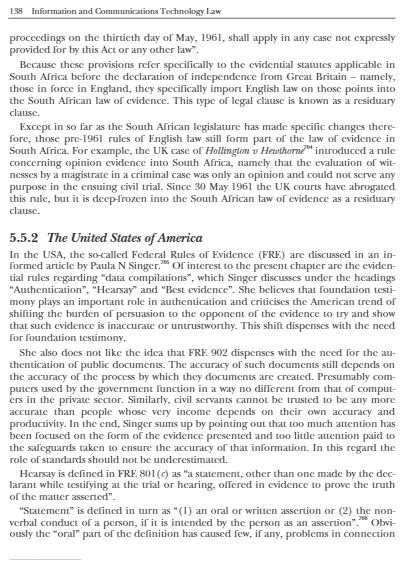 138 Information and Communications Technology Law
proceedings on the thirtieth day of May, 1961, shall apply in any case not expressly
provided for by this Act or any other law”.
Because these provisions refer specifically to the evidential statutes applicable in
South Africa before the declaration of independence from Great Britain – namely,
those in force in England, they specifically import English law on those points into
the South African law of evidence. This type of legal clause is known as a residuary
clause.
Except in so far as the South African legislature has made specific changes there-
fore, those pre-1961 rules of English law still form part of the law of evidence in
South Africa. For example, the UK case of Hollington v Hewthorne introduced a rule
concerning opinion evidence into South Africa, namely that the evaluation of wit-
nesses by a magistrate in a criminal case was only an opinion and could not serve any
purpose in the ensuing civil trial. Since 30 May 1961 the UK courts have abrogated
this rule, but it is deep-frozen into the South African law of evidence as a residuary
clause.
5.5.2 The United States of America
In the USA, the so-called Federal Rules of Evidence (FRE) are discussed in an in-
formed article by Paula N Singer. Of interest to the present chapter are the eviden-
tial rules regarding “data compilations”, which Singer discusses under the headings
“Authentication”, “Hearsay” and “Best evidence”. She believes that foundation testi-
mony plays an important role in authentication and criticises the American trend of
shifting the burden of persuasion to the opponent of the evidence to try and show
that such evidence is inaccurate or untrustworthy. This shift dispenses with the need
for foundation testimony.
She also does not like the idea that FRE 902 dispenses with the need for the au-
thentication of public documents. The accuracy of such documents still depends on
the accuracy of the process by which they documents are created. Presumably com-
puters used by the government function in a way no different from that of comput-
ers in the private sector. Similarly, civil servants cannot be trusted to be any more
accurate than people whose very income depends on their own accuracy and
productivity. In the end, Singer sums up by pointing out that too much attention has
been focused on the form of the evidence presented and too little attention paid to
the safeguards taken to ensure the accuracy of that information. In this regard the
role of standards should not be underestimated.
Hearsay is defined in FRE 801(c) as “a statement, other than one made by the dec-
larant while testifying at the trial or hearing, offered in evidence to prove the truth
of the matter asserted”.
“Statement” is defined in turn as “(1) an oral or written assertion or (2) the non-
verbal conduct of a person, if it is intended by the person as an assertion”. Obvi-
ously the “oral” part of the definition has caused few, if any, problems in connection